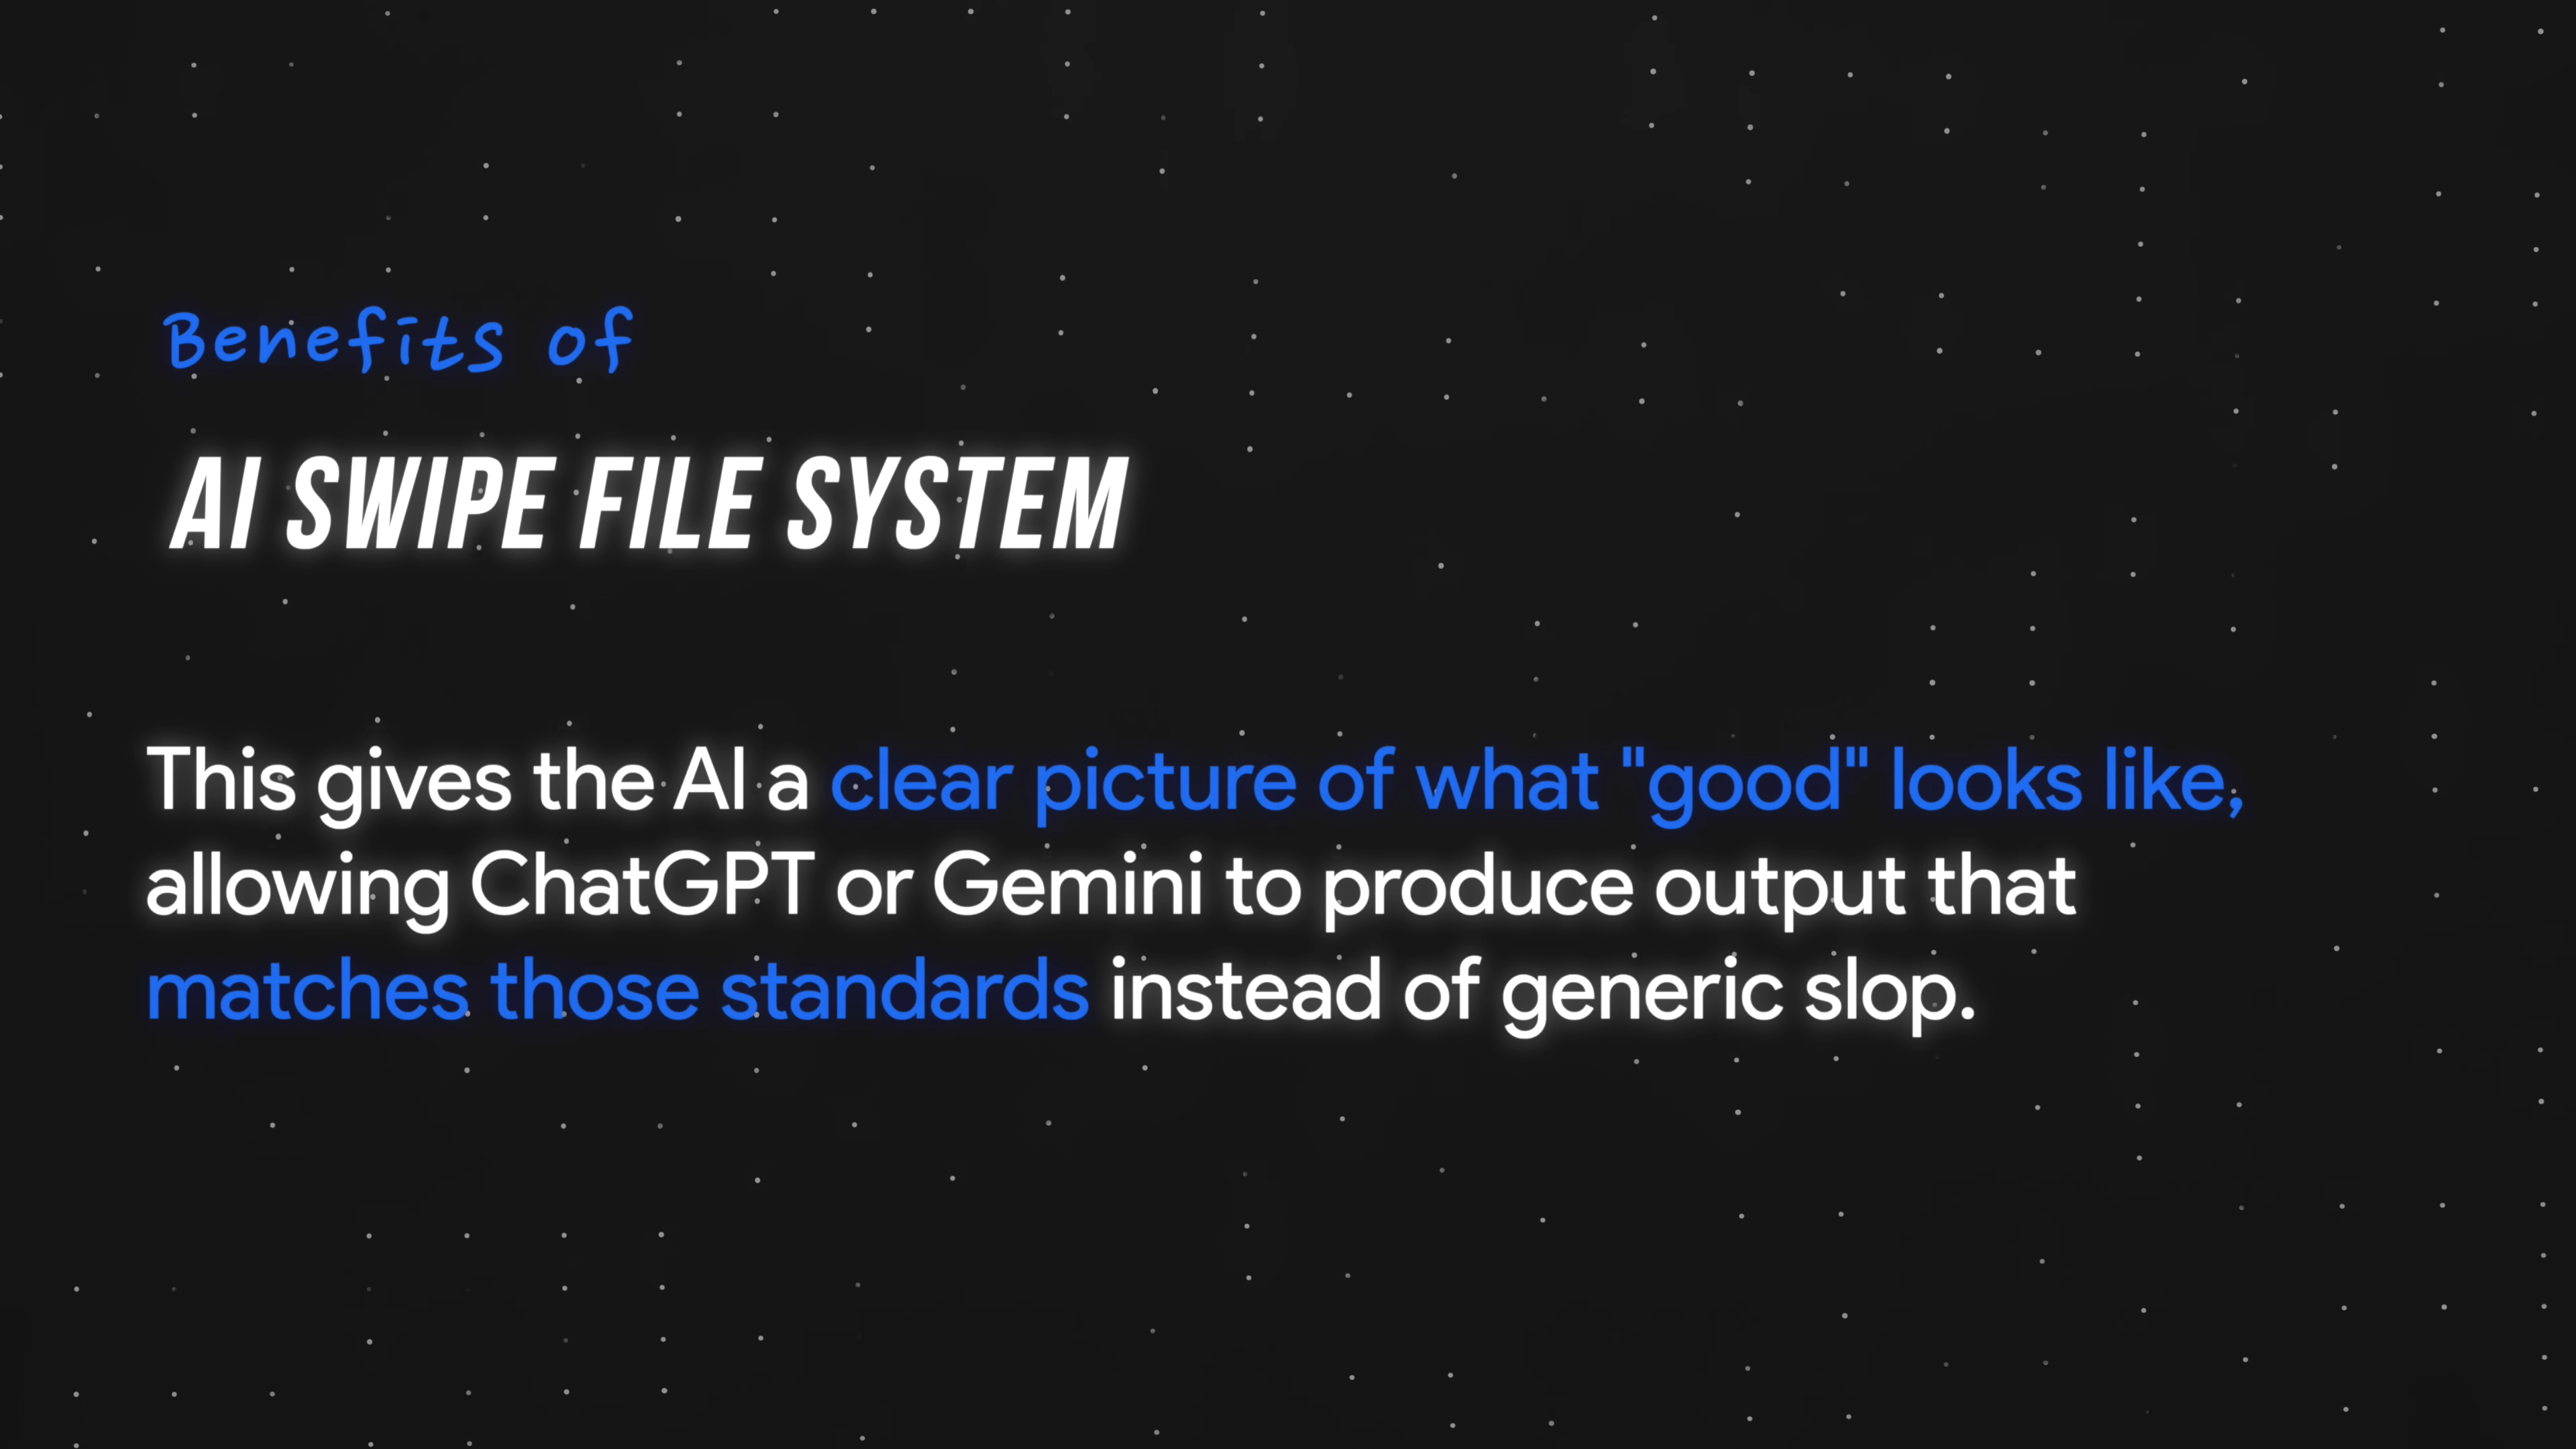 Benefits of
AI SWIPE FILE SYSTEM
This gives the AI a clear picture of what "good" looks like,
allowing ChatGPT or Gemini to produce output that
matches those standards instead of generic slop.